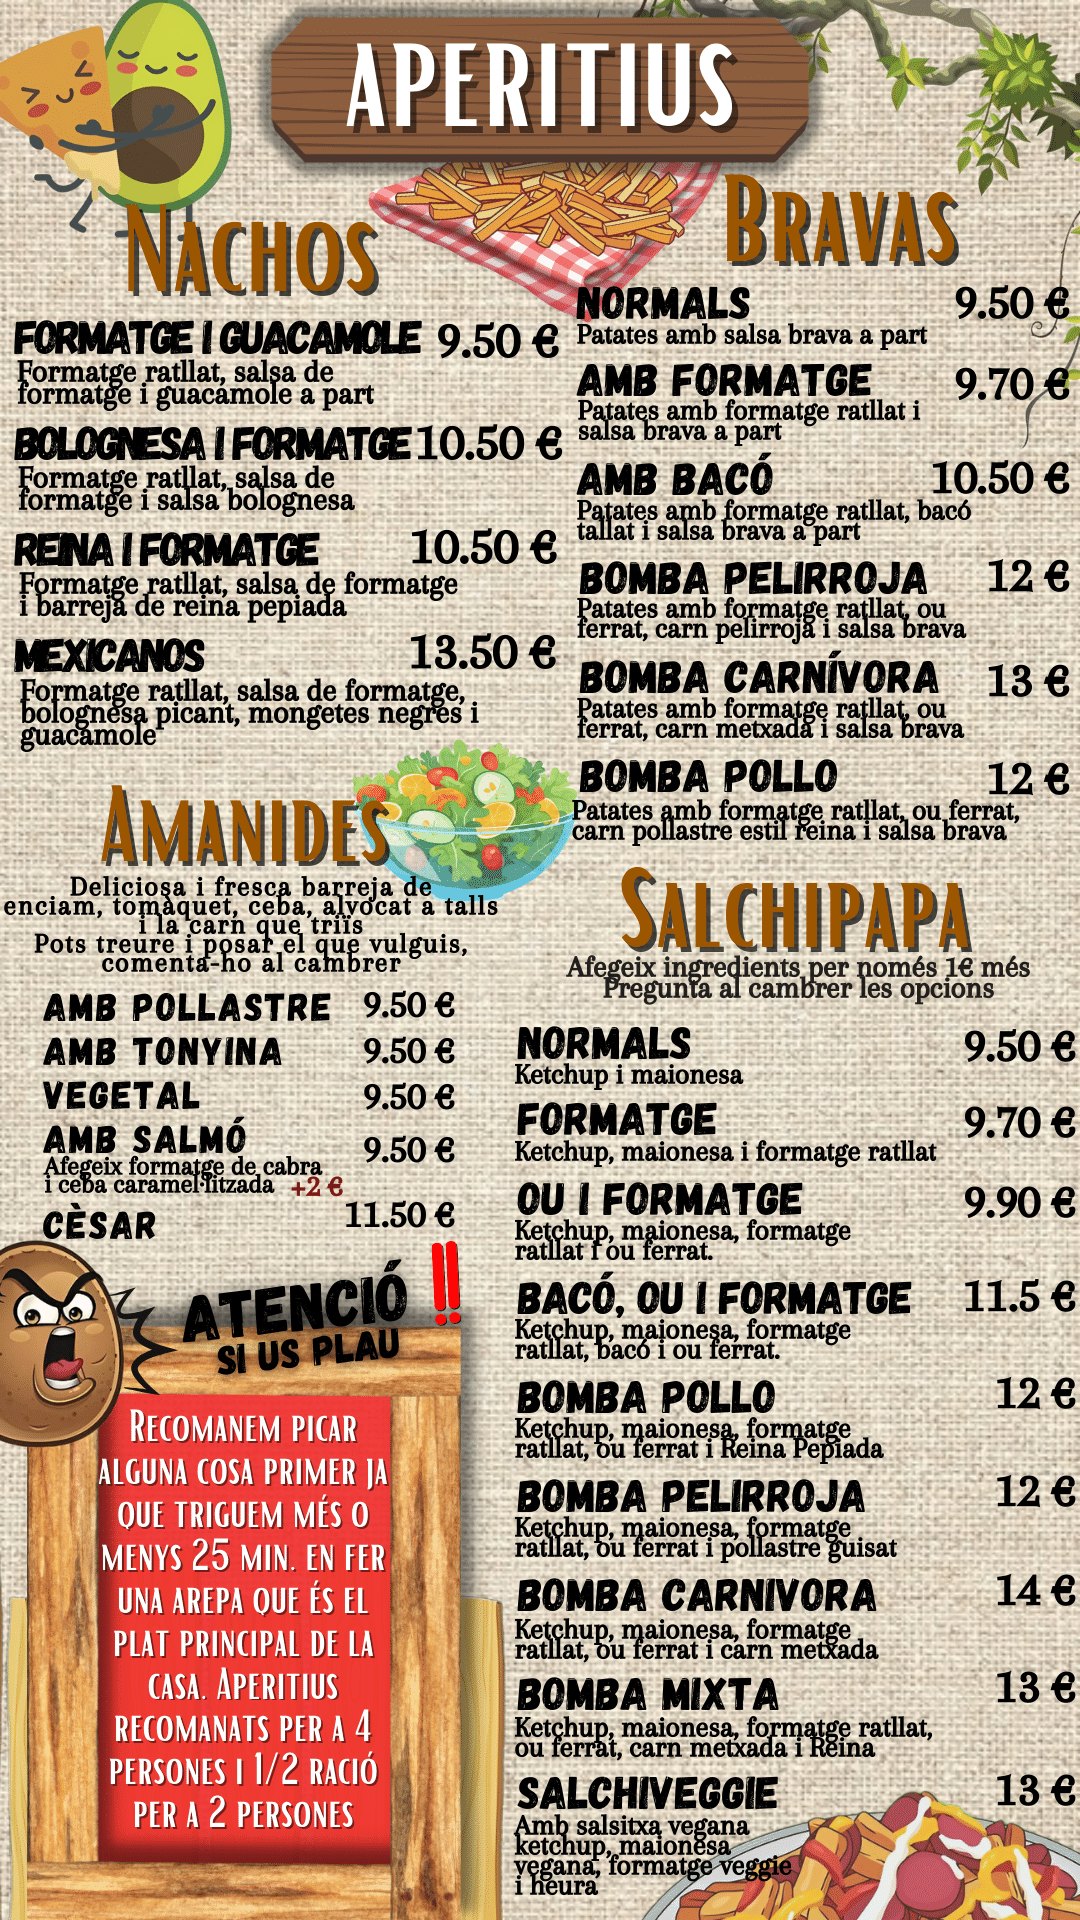 APERITIUS
NACHOS
FORMATGE I GUACAMOLE 9.50 €
Formatge ratllat, salsa de
formatge i guacamole a part
BOLOGNESA I FORMATGE 10.50 €
Formatge ratllat, salsa de
formatge i salsa bolognesa
REINA I FORMATGE 10.50 €
Formatge ratllat, salsa de formatge
i barreja de reina pepiada
MEXICANOS 13.50 €
Formatge ratllat, salsa de formatge,
bolognesa picant, mongetes negres i
guacamole
BRAVAS
NORMALS 9.50 €
Patates amb salsa brava a part
AMB FORMATGE 9.70 €
Patates amb formatge ratllat i
salsa brava a part
AMB BACÓ 10.50 €
Patates amb formatge ratllat, bacó
tallat i salsa brava a part
BOMBA PELIRROJA 12 €
Patates amb formatge ratllat, ou
ferrat, carn pelirroja i salsa brava
BOMBA CARNÍVORA 13 €
Patates amb formatge ratllat, ou
ferrat, carn metxada i salsa brava
BOMBA POLLO 12 €
Patates amb formatge ratllat, ou ferrat,
carn pollastre estil reina i salsa brava
AMANIDES
Deliciosa i fresca barreja de
enciam, tomàquet, ceba, alvocat a talls
i la carn que triïs
Pots treure i posar el que vulguis,
comenta-ho al cambrer
AMB POLLASTRE 9.50 €
AMB TONYINA 9.50 €
VEGETAL 9.50 €
AMB SALMÓ 9.50 €
Afegeix formatge de cabra
i ceba caramel·litzada +2 €
CÈSAR 11.50 €
SALCHIPAPA
Afegeix ingredients per només 1€ més
Pregunta al cambrer les opcions
NORMALS 9.50 €
Ketchup i maionesa
FORMATGE 9.70 €
Ketchup, maionesa i formatge ratllat
OU I FORMATGE 9.90 €
Ketchup, maionesa, formatge
ratllat i ou ferrat.
BACÓ, OU I FORMATGE 11.5 €
Ketchup, maionesa, formatge
ratllat, bacó i ou ferrat.
BOMBA POLLO 12 €
Ketchup, maionesa, formatge
ratllat, ou ferrat i Reina Pepiada
BOMBA PELIRROJA 12 €
Ketchup, maionesa, formatge
ratllat, ou ferrat i pollastre guisat
BOMBA CARNIVORA 14 €
Ketchup, maionesa, formatge
ratllat, ou ferrat i carn metxada
BOMBA MIXTA 13 €
Ketchup, maionesa, formatge ratllat,
ou ferrat, carn metxada i Reina
SALCHIVEGGIE 13 €
Amb salsitxa vegana
ketchup, maionesa
vegana, formatge veggie
i heura
ATENCIÓ !!
SI US PLAU
RECOMANEM PICAR
ALGUNA COSA PRIMER JA
QUE TRIGUEM MÉS O
MENYS 25 MIN. EN FER
UNA AREPA QUE ÉS EL
PLAT PRINCIPAL DE LA
CASA. APERITIUS
RECOMANATS PER A 4
PERSONES I 1/2 RACIÓ
PER A 2 PERSONES